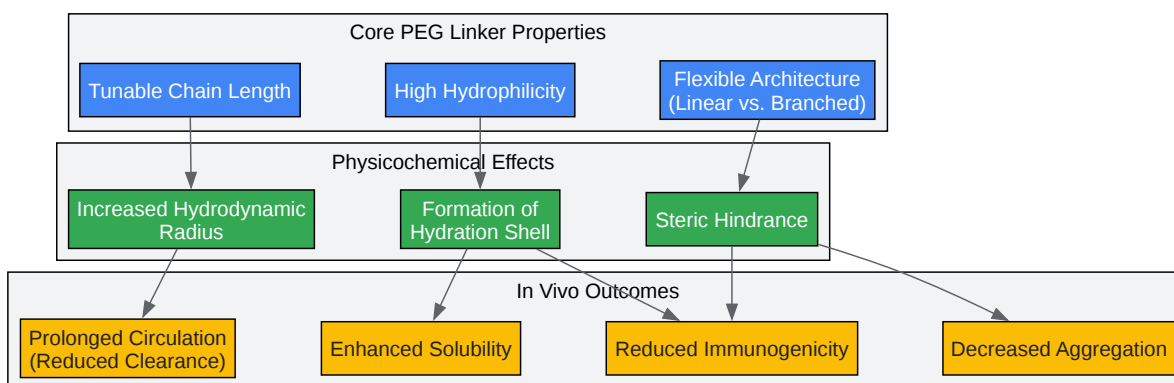 Core PEG Linker Properties
Tunable Chain Length
High Hydrophilicity
Flexible Architecture
(Linear vs. Branched)
Physicochemical Effects
Increased Hydrodynamic
Radius
Formation of
Hydration Shell
Steric Hindrance
In Vivo Outcomes
Prolonged Circulation
(Reduced Clearance)
Enhanced Solubility
Reduced Immunogenicity
Decreased Aggregation